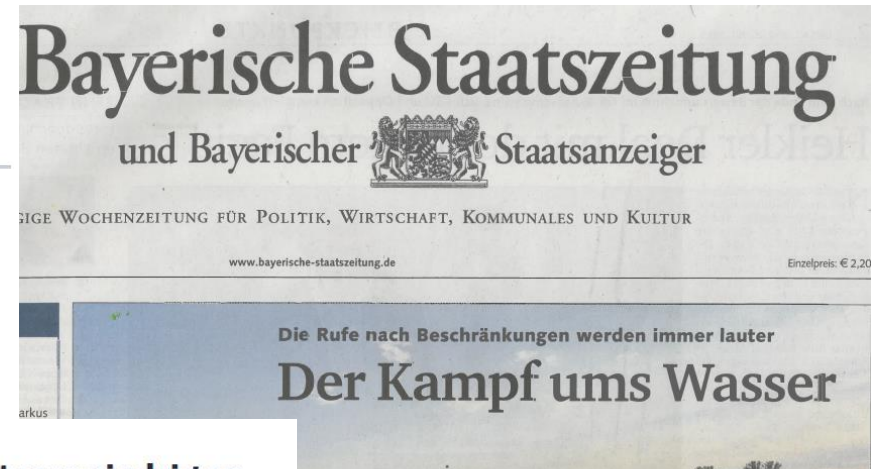 Bayerische Staatszeitung
und Bayerischer Staatsanzeiger
GIGE WOCHENZEITUNG FÜR POLITIK, WIRTSCHAFT, KOMMUNALES UND KULTUR
www.bayerische-staatszeitung.de Einzelpreis: € 2,20
Die Rufe nach Beschränkungen werden immer lauter
Der Kampf ums Wasser
arkus